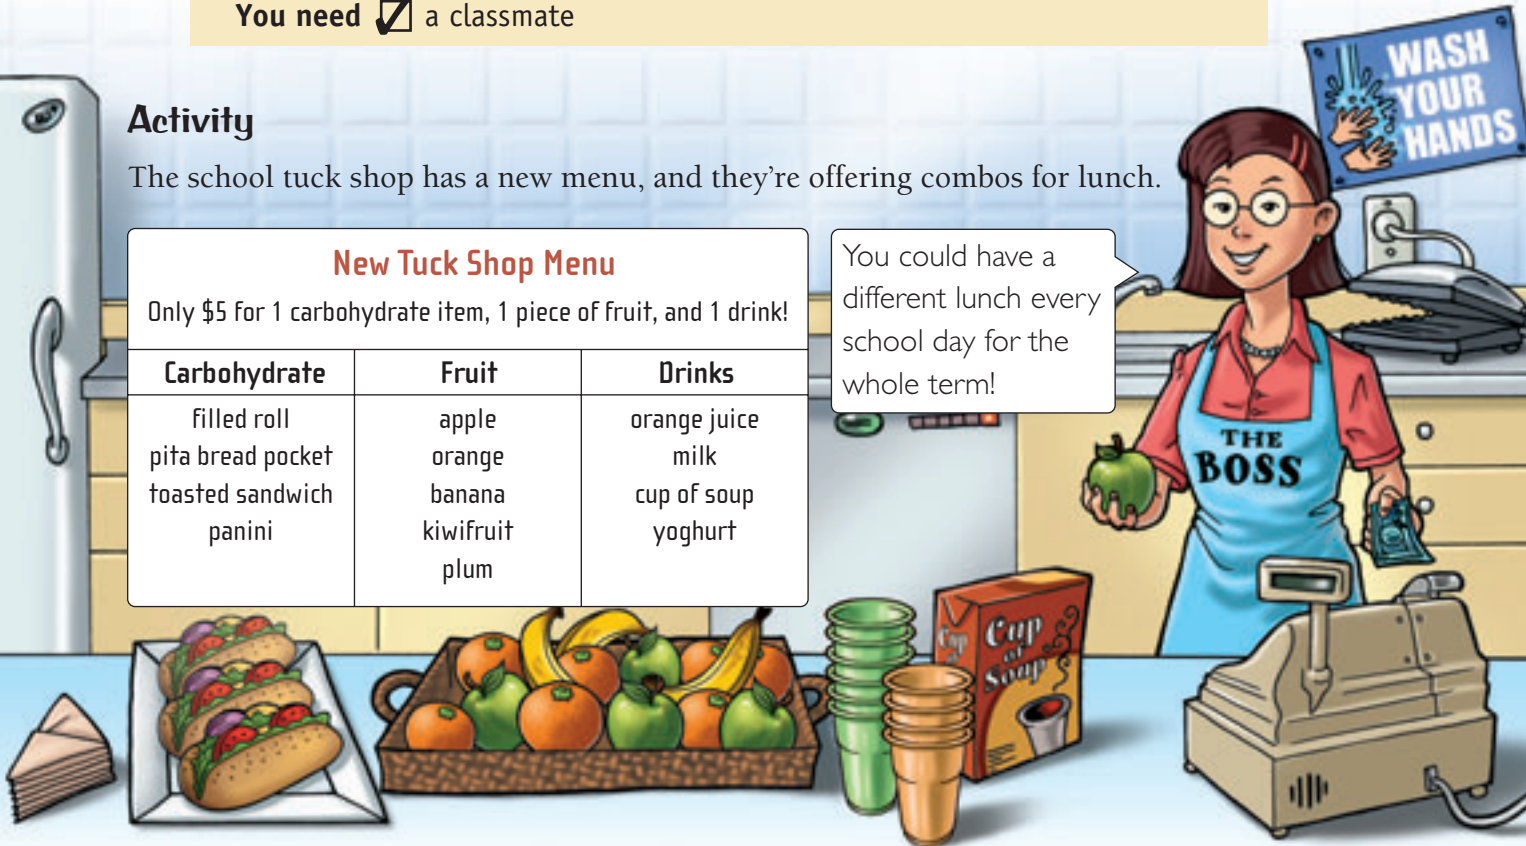 You need a classmate
Activity
The school tuck shop has a new menu, and they're offering combos for lunch.
New Tuck Shop Menu
Only $5 for 1 carbohydrate item, 1 piece of fruit, and 1 drink!
Carbohydrate Fruit Drinks
filled roll apple orange juice
pita bread pocket orange milk
toasted sandwich banana cup of soup
panini kiwifruit yoghurt
plum
You could have a
different lunch every
school day for the
whole term!
WASH
YOUR
HANDS
THE
BOSS
Cup
of
Soup